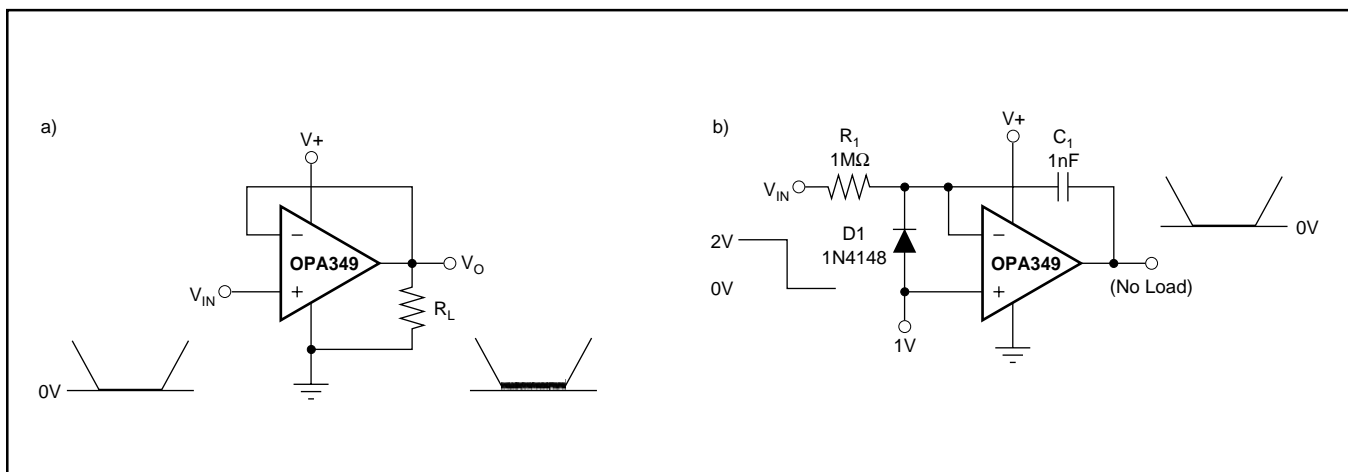 a)
V+
−
OPA349
+
V_IN
V_O
R_L
0V
b)
V+
R_1
1MΩ
C_1
1nF
V_IN
2V
0V
D1
1N4148
−
OPA349
+
1V
(No Load)
0V